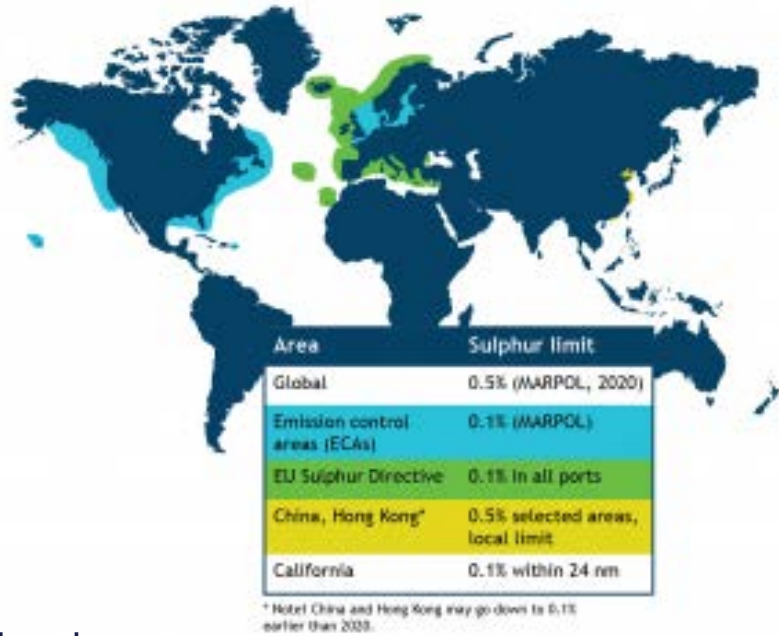 Area Sulphur limit
Global 0.5% (MARPOL, 2020)
Emission control 0.1% (MARPOL)
areas (ECAs)
EU Sulphur Directive 0.1% in all ports
China, Hong Kong* 0.5% selected areas,
local limit
California 0.1% within 24 nm
* Note! China and Hong Kong may go down to 0.1%
earlier than 2020.